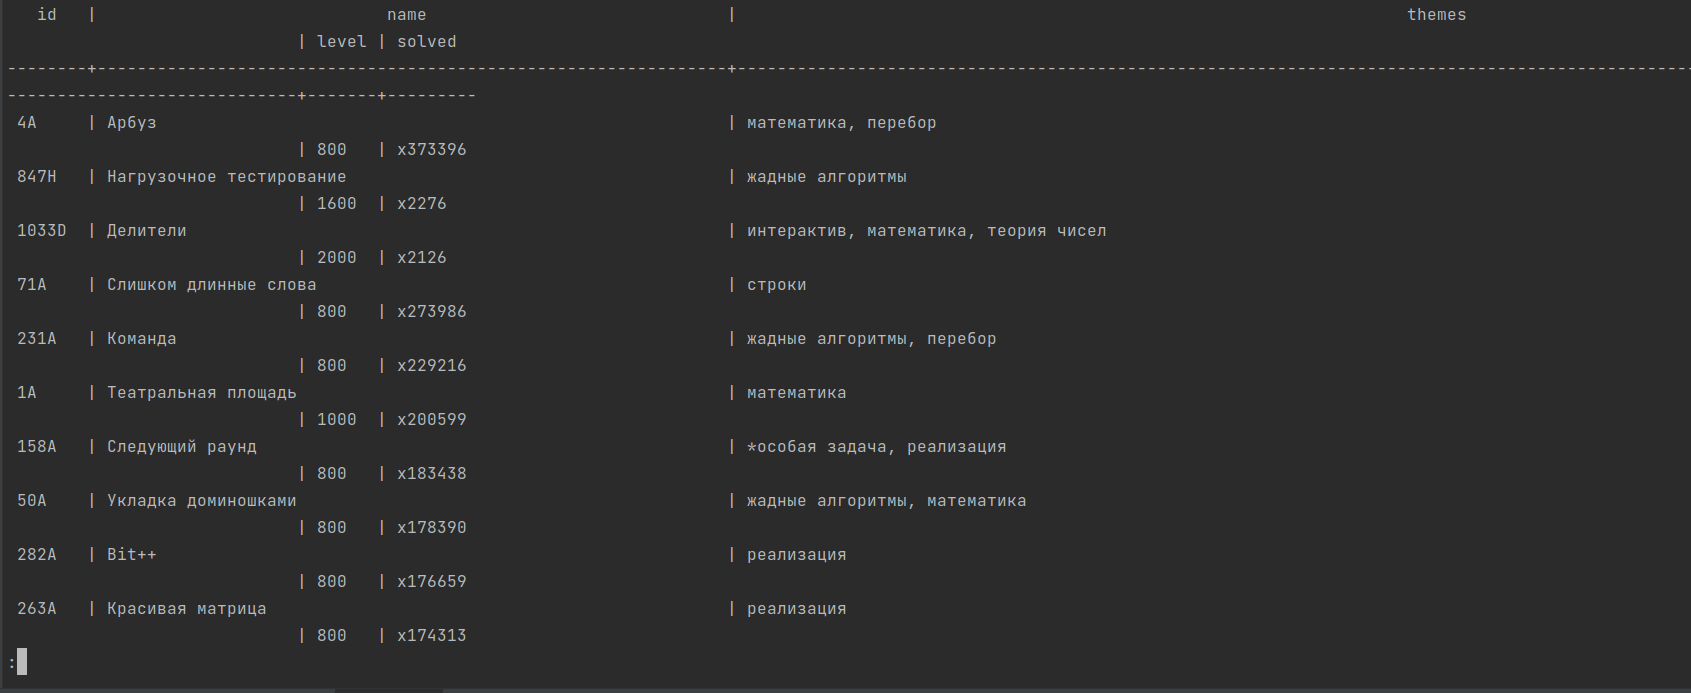 id | name | themes
| level | solved
--------+---------------------------------------------------------------+------------------------------------------------------------------------------------------------
-----------------------------+-------+---------
4A | Арбуз | математика, перебор
| 800 | x373396
847H | Нагрузочное тестирование | жадные алгоритмы
| 1600 | x2276
1033D | Делители | интерактив, математика, теория чисел
| 2000 | x2126
71A | Слишком длинные слова | строки
| 800 | x273986
231A | Команда | жадные алгоритмы, перебор
| 800 | x229216
1A | Театральная площадь | математика
| 1000 | x200599
158A | Следующий раунд | *особая задача, реализация
| 800 | x183438
50A | Укладка доминошками | жадные алгоритмы, математика
| 800 | x178390
282A | Bit++ | реализация
| 800 | x176659
263A | Красивая матрица | реализация
| 800 | x174313
: